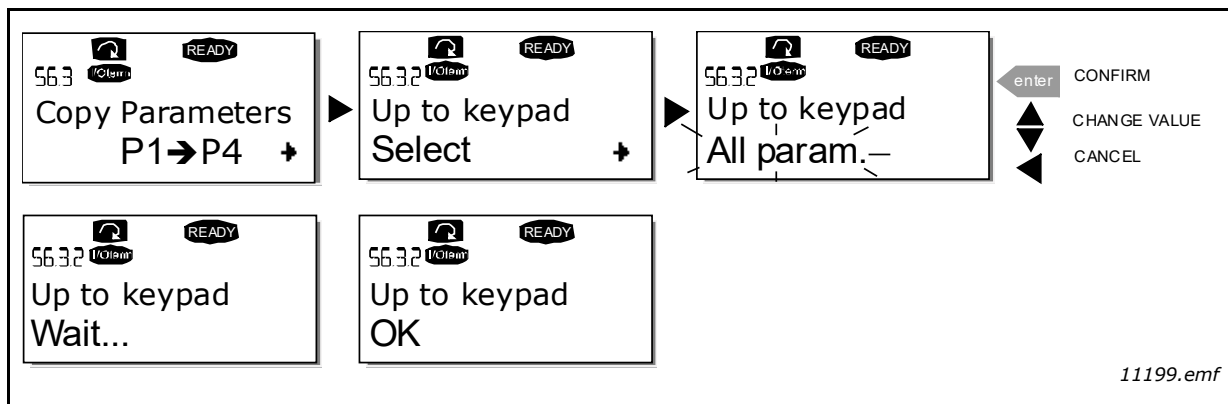 READY
S6.3 I/Oterm
Copy Parameters
P1➔P4
READY
S6.3.2 I/Oterm
Up to keypad
Select
READY
S6.3.2 I/Oterm
Up to keypad
All param.
enter CONFIRM
CHANGE VALUE
CANCEL
READY
S6.3.2 I/Oterm
Up to keypad
Wait...
READY
S6.3.2 I/Oterm
Up to keypad
OK
11199.emf